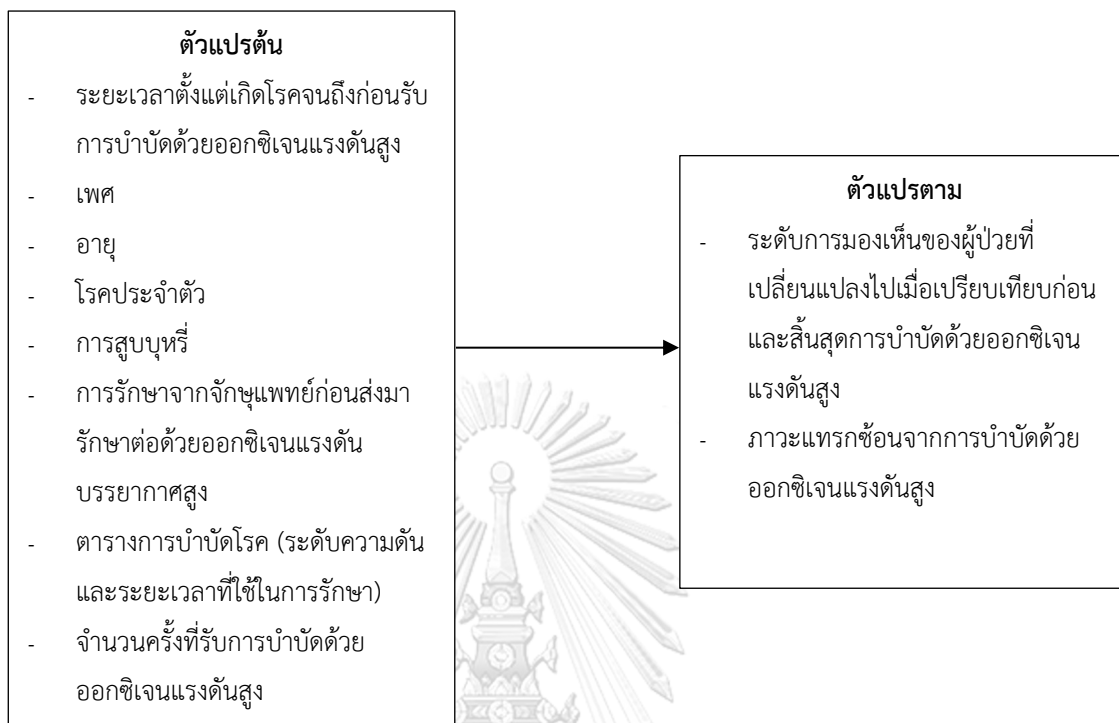 ตัวแปรต้น
- ระยะเวลาตั้งแต่เกิดโรคจนถึงก่อนรับ
การบำบัดด้วยออกซิเจนแรงดันสูง
- เพศ
- อายุ
- โรคประจำตัว
- การสูบบุหรี่
- การรักษาจากจักษุแพทย์ก่อนส่งมา
รักษาต่อด้วยออกซิเจนแรงดัน
บรรยากาศสูง
- ตารางการบำบัดโรค (ระดับความดัน
และระยะเวลาที่ใช้ในการรักษา)
- จำนวนครั้งที่รับการบำบัดด้วย
ออกซิเจนแรงดันสูง
ตัวแปรตาม
- ระดับการมองเห็นของผู้ป่วยที่
เปลี่ยนแปลงไปเมื่อเปรียบเทียบก่อน
และสิ้นสุดการบำบัดด้วยออกซิเจน
แรงดันสูง
- ภาวะแทรกซ้อนจากการบำบัดด้วย
ออกซิเจนแรงดันสูง